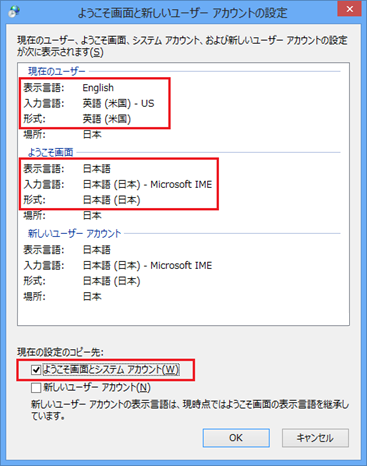 ようこそ画面と新しいユーザー アカウントの設定
現在のユーザー、ようこそ画面、システム アカウント、および新しいユーザー アカウントの設定
が次に表示されます(S)
現在のユーザー
表示言語: English
入力言語: 英語 (米国) - US
形式: 英語 (米国)
場所: 日本
ようこそ画面
表示言語: 日本語
入力言語: 日本語 (日本) - Microsoft IME
形式: 日本語 (日本)
場所: 日本
新しいユーザー アカウント
表示言語: 日本語
入力言語: 日本語 (日本) - Microsoft IME
形式: 日本語 (日本)
場所: 日本
現在の設定のコピー先:
ようこそ画面とシステム アカウント(W)
新しいユーザー アカウント(N)
新しいユーザー アカウントの表示言語は、現時点ではようこそ画面の表示言語を継承し
ています。
OK キャンセル